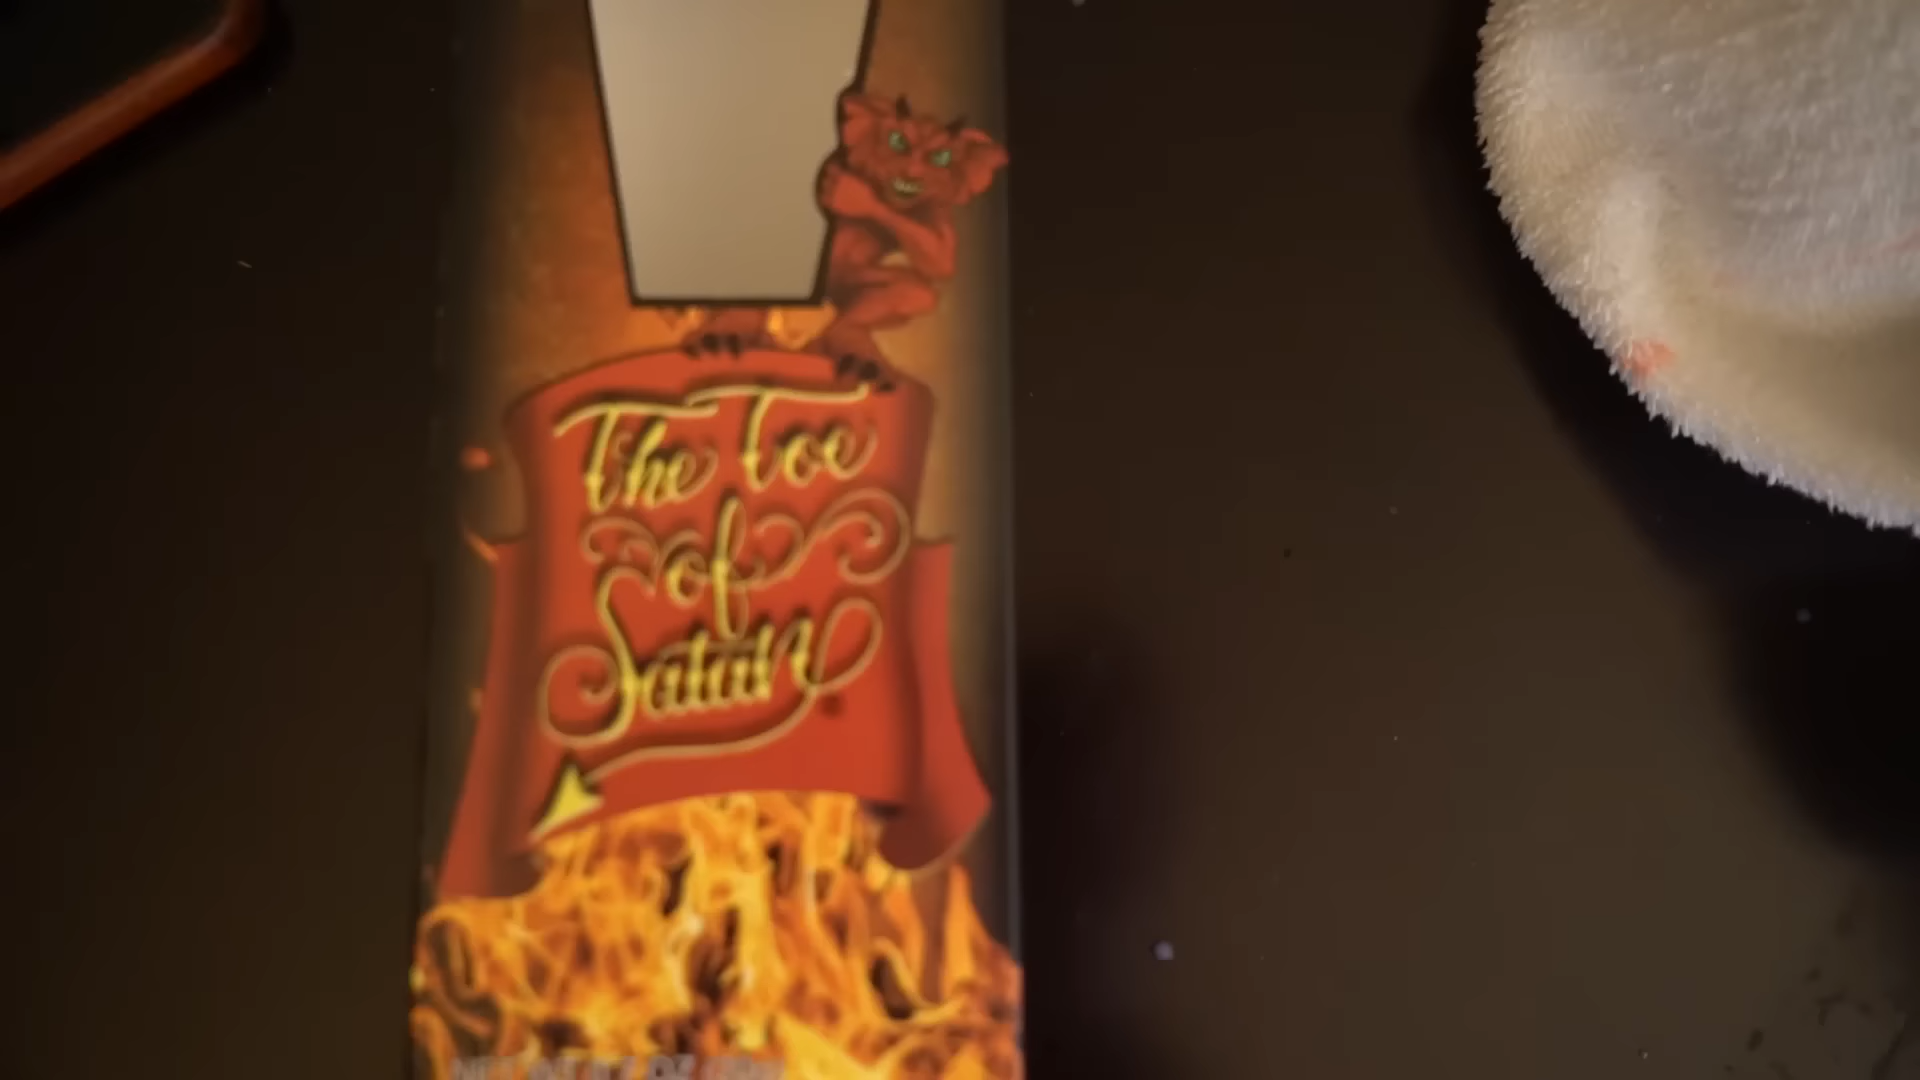 The Toe
of
Satan